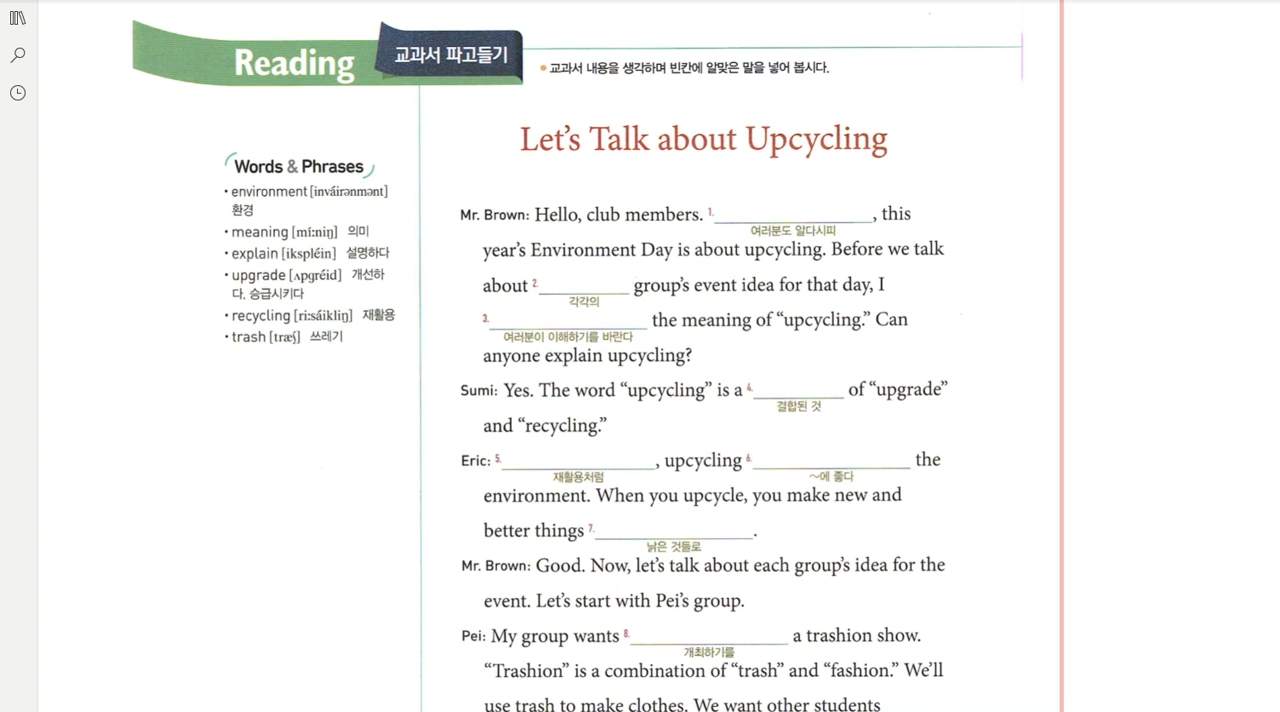 Reading 교과서 파고들기
• 교과서 내용을 생각하며 빈칸에 알맞은 말을 넣어 봅시다.
Let's Talk about Upcycling
Words & Phrases
• environment [inváirənmənt]
환경
• meaning [míːniŋ] 의미
• explain [ikspléin] 설명하다
• upgrade [ʌpgréid] 개선하
다, 승급시키다
• recycling [riːsáikliŋ] 재활용
• trash [træʃ] 쓰레기
Mr. Brown: Hello, club members. 1. ____________, this
여러분도 알다시피
year's Environment Day is about upcycling. Before we talk
about 2. ________ group's event idea for that day, I
각각의
3. ____________ the meaning of “upcycling.” Can
여러분이 이해하기를 바란다
anyone explain upcycling?
Sumi: Yes. The word “upcycling” is a 4. ________ of “upgrade”
결합된 것
and “recycling.”
Eric: 5. ____________, upcycling 6. ____________ the
재활용처럼 ~에 좋다
environment. When you upcycle, you make new and
better things 7. ____________.
낡은 것들로
Mr. Brown: Good. Now, let's talk about each group's idea for the
event. Let's start with Pei's group.
Pei: My group wants 8. ____________ a trashion show.
개최하기를
“Trashion” is a combination of “trash” and “fashion.” We'll
use trash to make clothes. We want other students